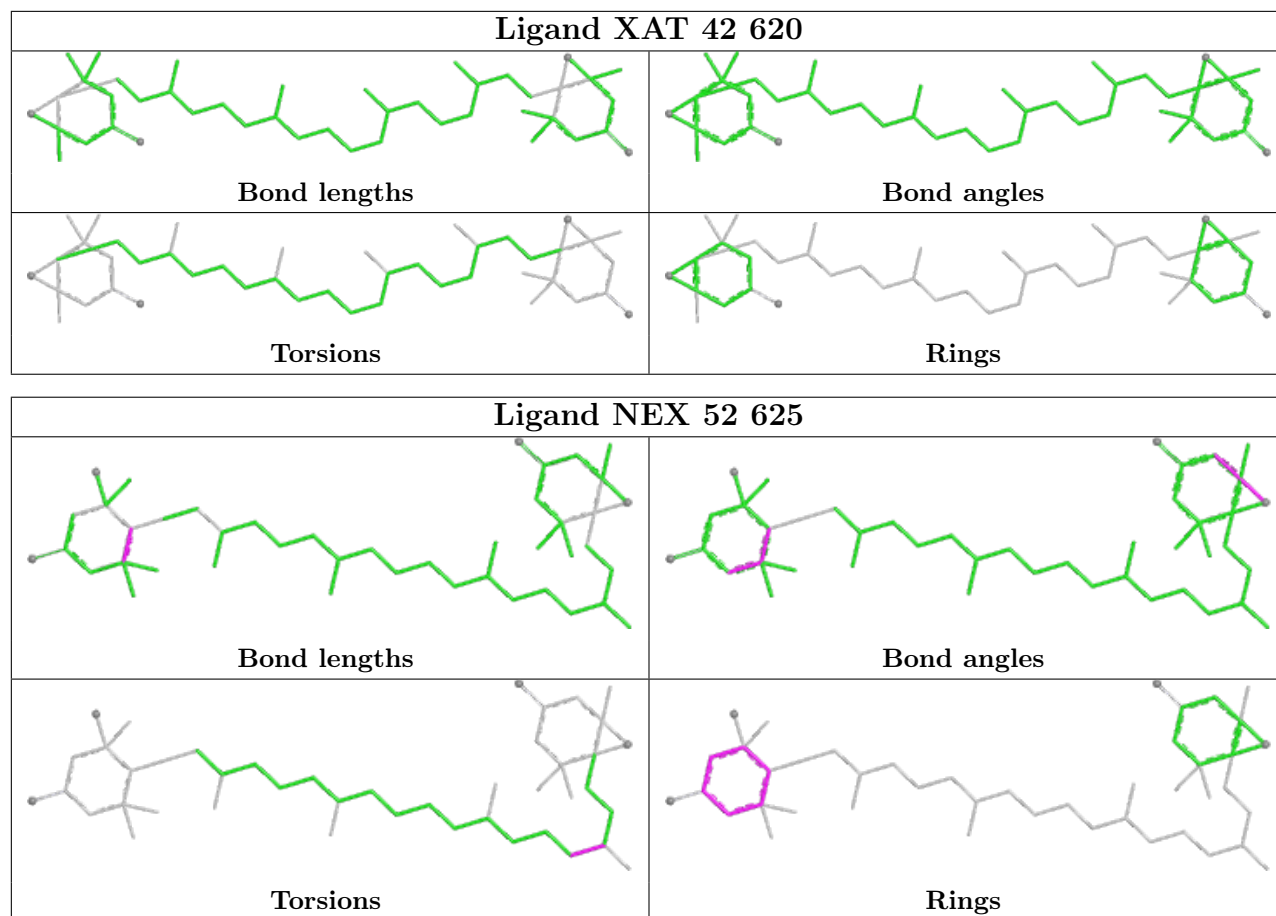 Ligand XAT 42 620
Bond lengths
Bond angles
Torsions
Rings
Ligand NEX 52 625
Bond lengths
Bond angles
Torsions
Rings